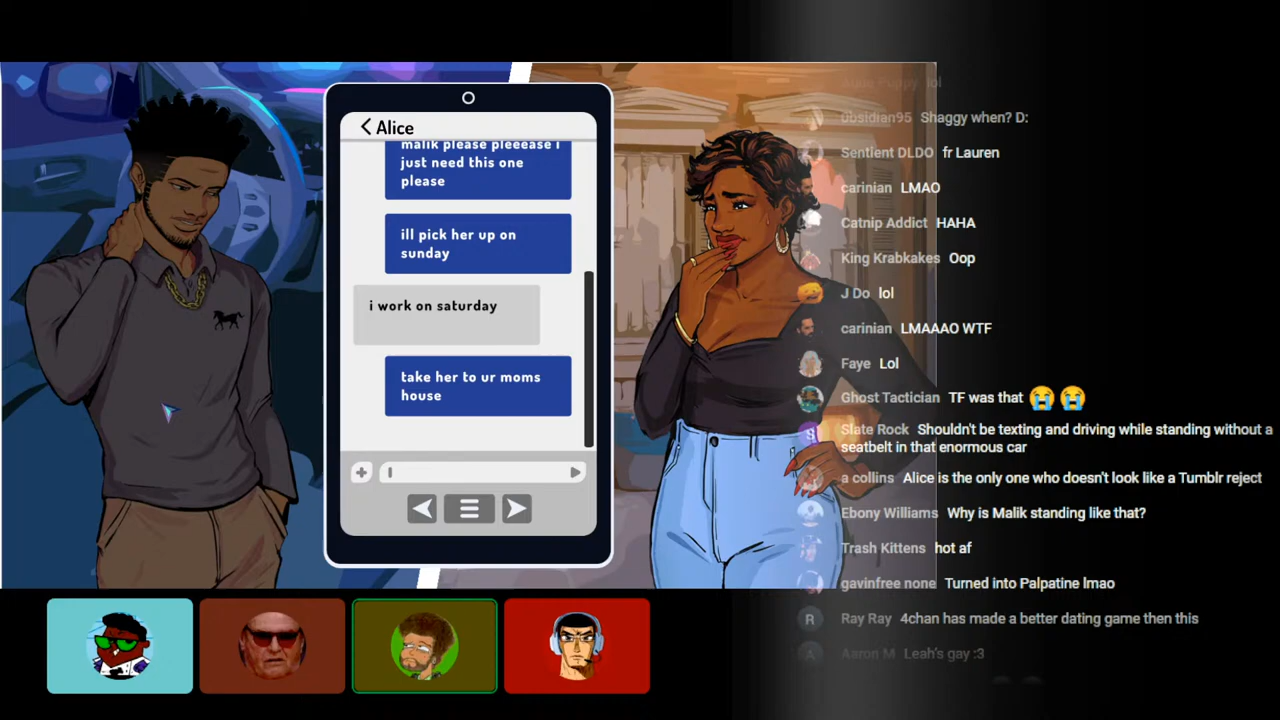 Alice
malik please pleeease i
just need this one
please
ill pick her up on
sunday
i work on saturday
take her to ur moms
house
Auto Puppy lol
obsidian95 Shaggy when? D:
Sentient DLDO fr Lauren
carinian LMAO
Catnip Addict HAHA
King Krabkakes Oop
J Do lol
carinian LMAAAO WTF
Faye Lol
Ghost Tactician TF was that 😭 😭
S Slate Rock Shouldn't be texting and driving while standing without a
seatbelt in that enormous car
a collins Alice is the only one who doesn't look like a Tumblr reject
Ebony Williams Why is Malik standing like that?
Trash Kittens hot af
gavinfree none Turned into Palpatine lmao
R Ray Ray 4chan has made a better dating game then this
A Aaron M Leah's gay :3